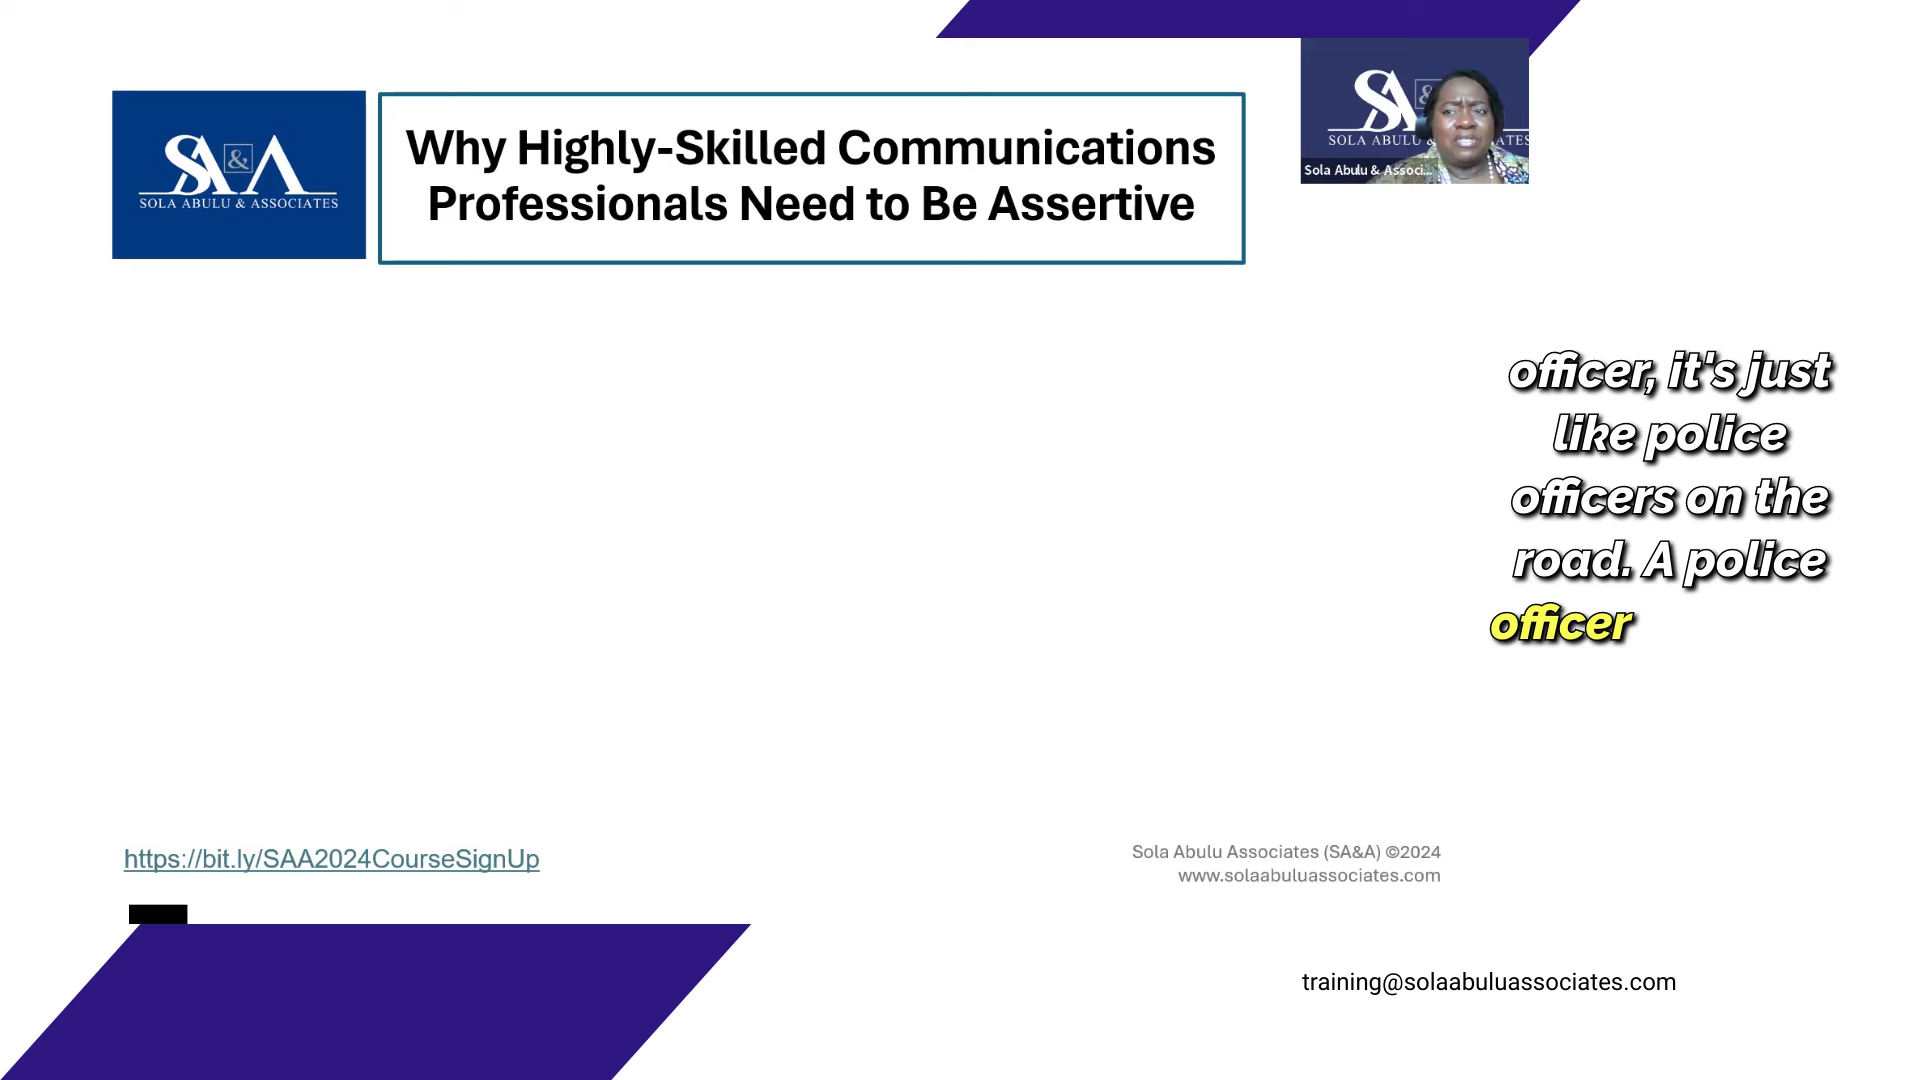 SA&A
SOLA ABULU & ASSOCIATES
Why Highly-Skilled Communications
Professionals Need to Be Assertive
SA&
SOLA ABULU & ATES
Sola Abulu & Associ...
officer, it's just
like police
officers on the
road. A police
officer
https://bit.ly/SAA2024CourseSignUp
Sola Abulu Associates (SA&A) ©2024
www.solaabuluassociates.com
training@solaabuluassociates.com